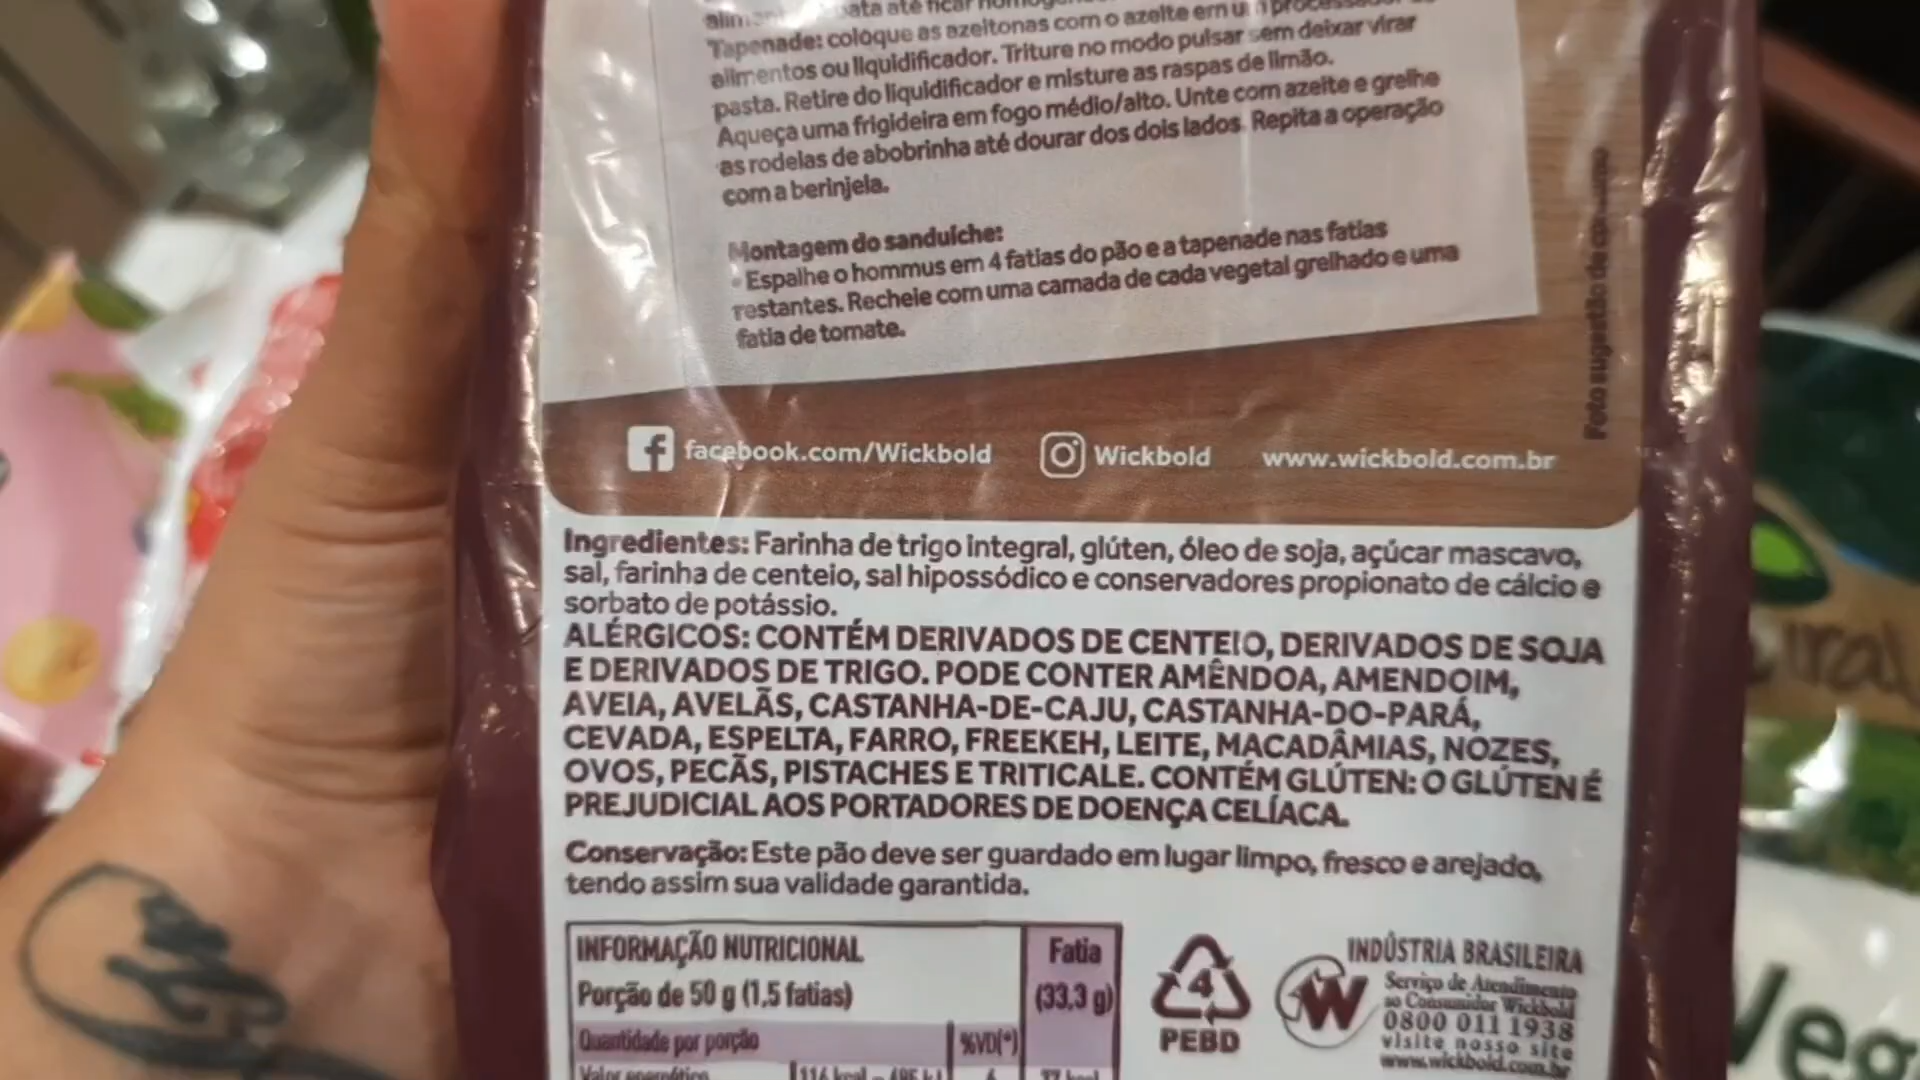 até ficar
Tapenade: coloque as azeitonas com o azeite em um processador de
alimentos ou liquidificador. Triture no modo pulsar sem deixar virar
pasta. Retire do liquidificador e misture as raspas de limão.
Aqueça uma frigideira em fogo médio/alto. Unte com azeite e grelhe
as rodelas de abobrinha até dourar dos dois lados. Repita a operação
com a berinjela.
Montagem do sanduíche:
• Espalhe o hommus em 4 fatias do pão e a tapenade nas fatias
restantes. Recheie com uma camada de cada vegetal grelhado e uma
fatia de tomate.
Foto sugestão de consumo
facebook.com/Wickbold Wickbold www.wickbold.com.br
Ingredientes: Farinha de trigo integral, glúten, óleo de soja, açúcar mascavo,
sal, farinha de centeio, sal hipossódico e conservadores propionato de cálcio e
sorbato de potássio.
ALÉRGICOS: CONTÉM DERIVADOS DE CENTEIO, DERIVADOS DE SOJA
E DERIVADOS DE TRIGO. PODE CONTER AMÊNDOA, AMENDOIM,
AVEIA, AVELÃS, CASTANHA-DE-CAJU, CASTANHA-DO-PARÁ,
CEVADA, ESPELTA, FARRO, FREEKEH, LEITE, MACADÂMIAS, NOZES,
OVOS, PECÃS, PISTACHES E TRITICALE. CONTÉM GLÚTEN: O GLÚTEN É
PREJUDICIAL AOS PORTADORES DE DOENÇA CELÍACA.
Conservação: Este pão deve ser guardado em lugar limpo, fresco e arejado,
tendo assim sua validade garantida.
INFORMAÇÃO NUTRICIONAL Fatia
Porção de 50 g (1,5 fatias) (33,3 g)
Quantidade por porção %VD(*)
Valor energético 116 kcal
4
PEBD
INDÚSTRIA BRASILEIRA
Serviço de Atendimento
ao Consumidor Wickbold
0800 011 1938
visite nosso site
www.wickbold.com.br
W